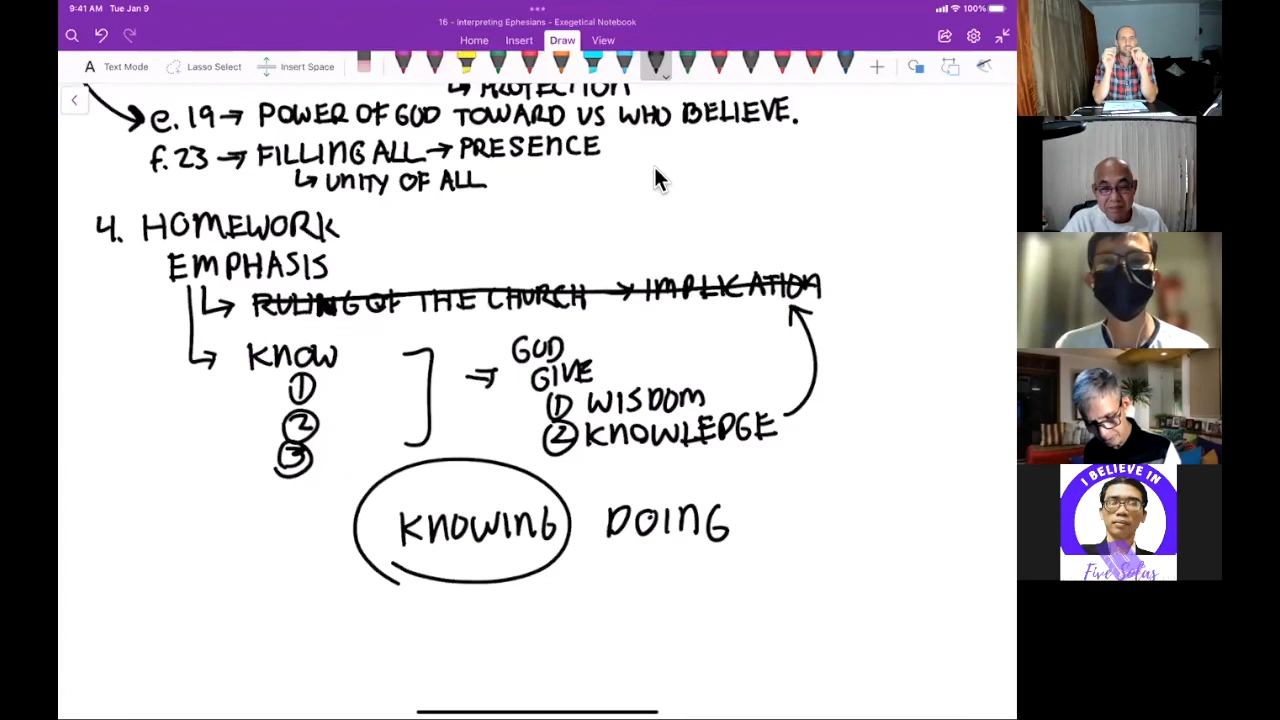 9:41 AM Tue Jan 9
100%
16 - Interpreting Ephesians - Exegetical Notebook
Home Insert Draw View
A Text Mode Lasso Select Insert Space
↳ PROTECTION
e. 19 → POWER OF GOD TOWARD US WHO BELIEVE.
f. 23 → FILLING ALL → PRESENCE
↳ UNITY OF ALL
4. HOMEWORK
EMPHASIS
↳ RULING OF THE CHURCH → IMPLICATION
↳ KNOW
①
②
③
→ GOD
GIVE
① WISDOM
② KNOWLEDGE
KNOWING DOING
I BELIEVE IN
Five Solas